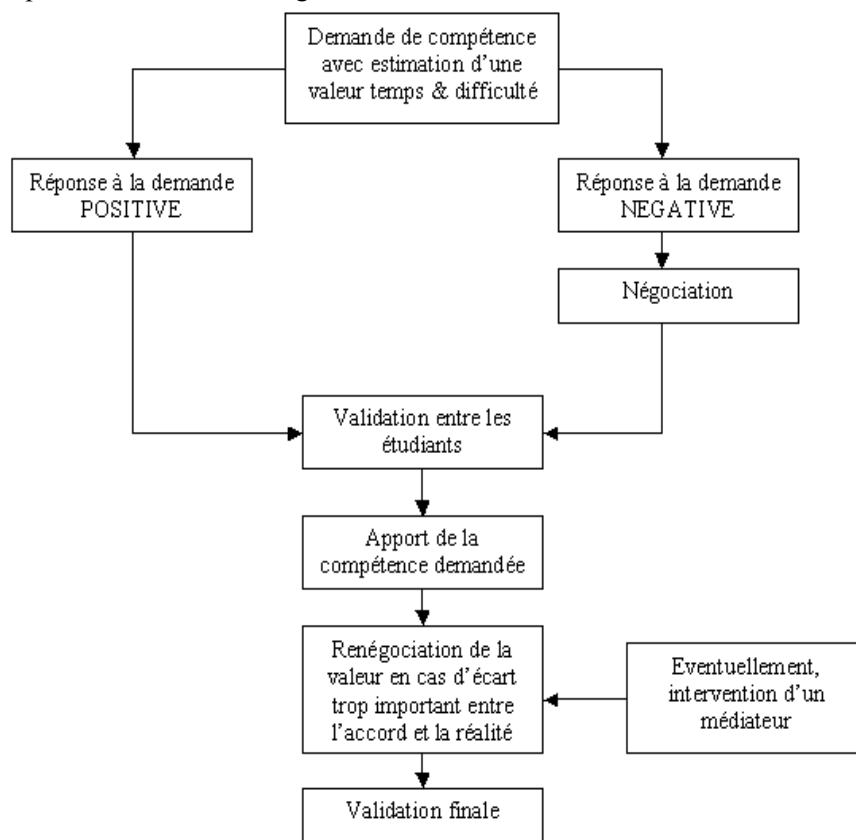 Demande de compétence
avec estimation d'une
valeur temps & difficulté
Réponse à la demande
POSITIVE
Réponse à la demande
NEGATIVE
Négociation
Validation entre les
étudiants
Apport de la
compétence demandée
Renégociation de la
valeur en cas d'écart
trop important entre
l'accord et la réalité
Eventuellement,
intervention d'un
médiateur
Validation finale